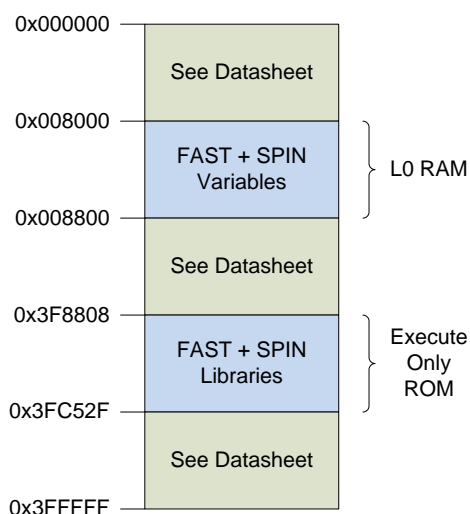 0x000000
See Datasheet
0x008000
FAST + SPIN
Variables
L0 RAM
0x008800
See Datasheet
0x3F8808
FAST + SPIN
Libraries
Execute
Only
ROM
0x3FC52F
See Datasheet
0x3FFFFF